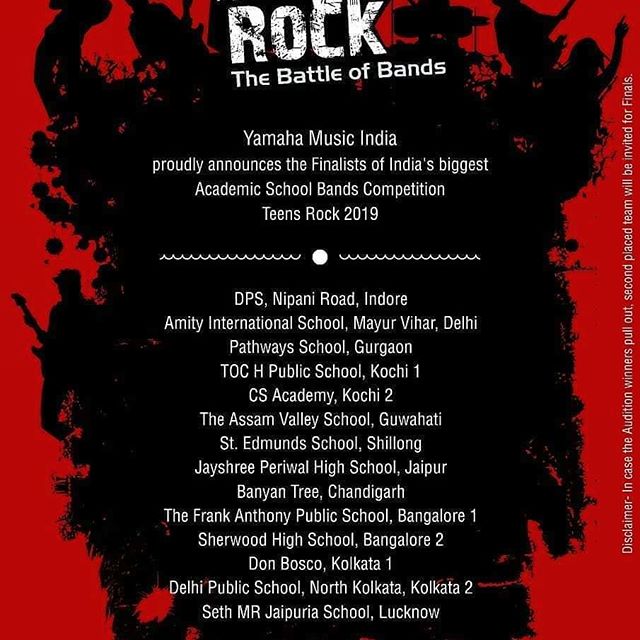 ROCK
The Battle of Bands
Yamaha Music India
proudly announces the Finalists of India's biggest
Academic School Bands Competition
Teens Rock 2019
DPS, Nipani Road, Indore
Amity International School, Mayur Vihar, Delhi
Pathways School, Gurgaon
TOC H Public School, Kochi 1
CS Academy, Kochi 2
The Assam Valley School, Guwahati
St. Edmunds School, Shillong
Jayshree Periwal High School, Jaipur
Banyan Tree, Chandigarh
The Frank Anthony Public School, Bangalore 1
Sherwood High School, Bangalore 2
Don Bosco, Kolkata 1
Delhi Public School, North Kolkata, Kolkata 2
Seth MR Jaipuria School, Lucknow
Disclaimer- In case the Audition winners pull out, second placed team will be invited for Finals.